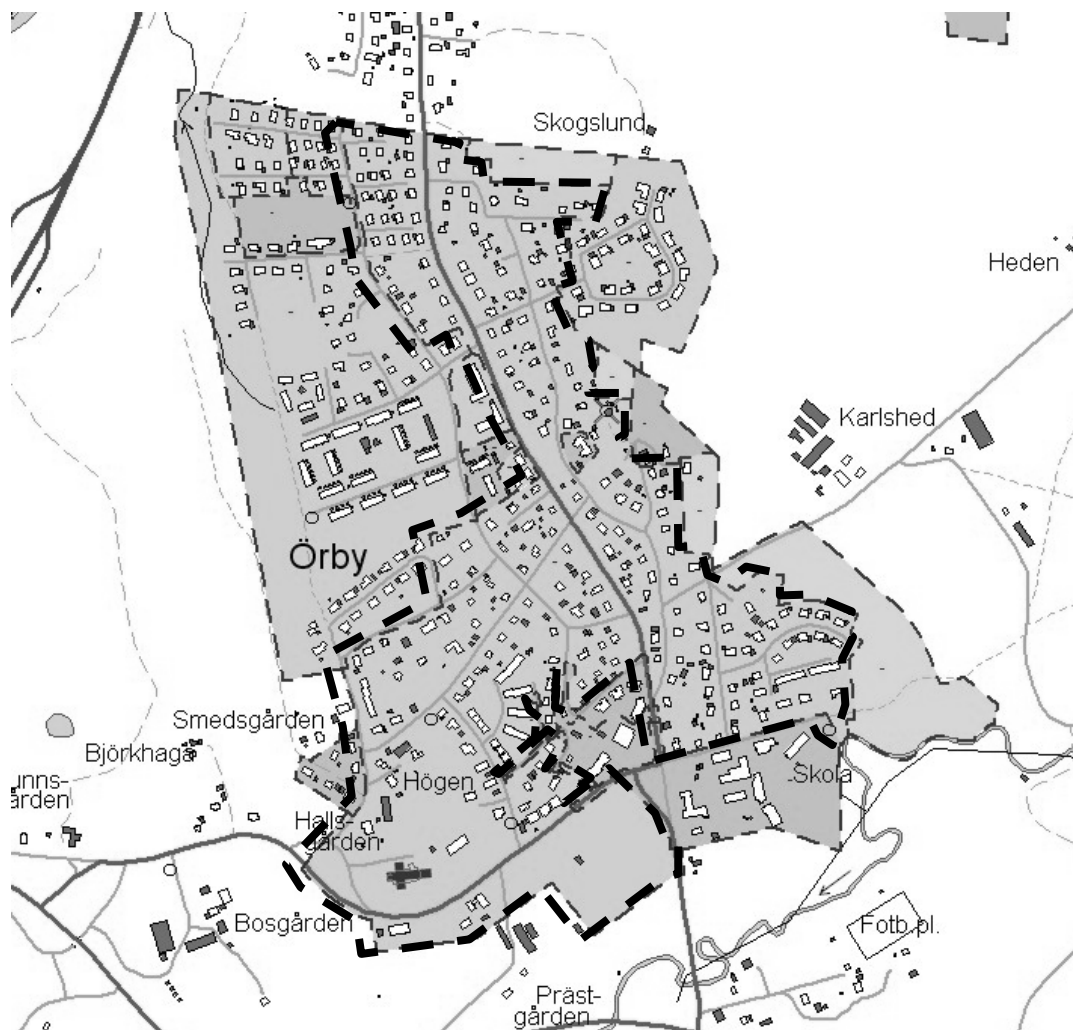 Skogslund
Heden
Karlshed
Örby
Smedsgården
Björkhaga
unns-
ården
Högen
Skola
Halls-
gården
Bosgården
Fotb.pl.
Präst-
gården